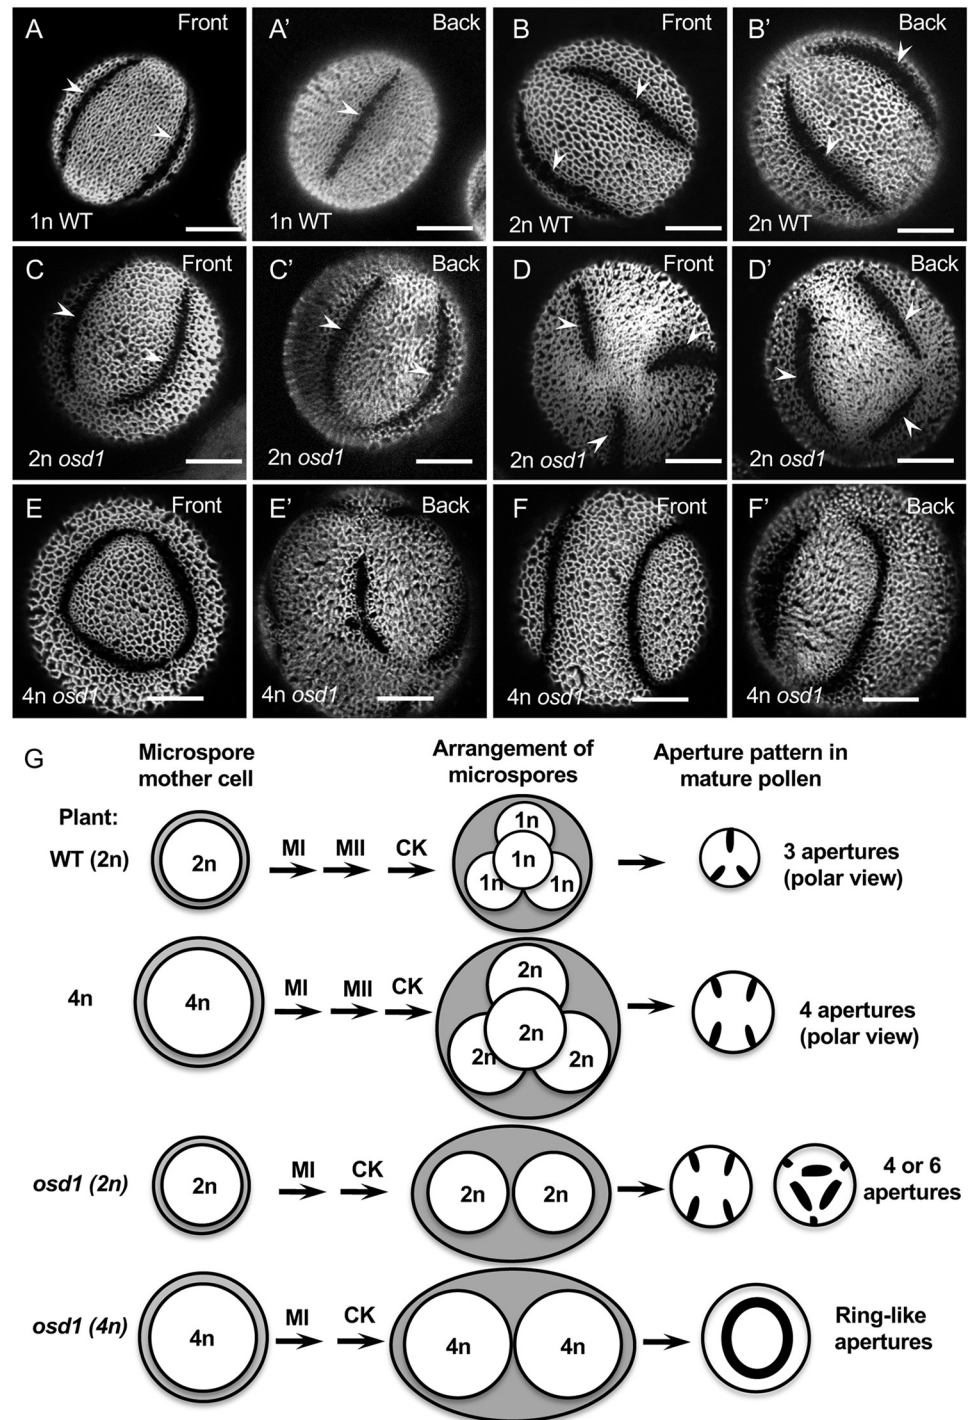 A Front
1n WT
A' Back
1n WT
B Front
2n WT
B' Back
2n WT
C Front
2n osd1
C' Back
2n osd1
D Front
2n osd1
D' Back
2n osd1
E Front
4n osd1
E' Back
4n osd1
F Front
4n osd1
F' Back
4n osd1
G
Microspore
mother cell
Arrangement of
microspores
Aperture pattern in
mature pollen
Plant:
WT (2n)
2n
MI MII CK
1n
1n
1n
1n
3 apertures
(polar view)
4n
4n
MI MII CK
2n
2n
2n
2n
4 apertures
(polar view)
osd1 (2n)
2n
MI CK
2n 2n
4 or 6
apertures
osd1 (4n)
4n
MI CK
4n 4n
Ring-like
apertures